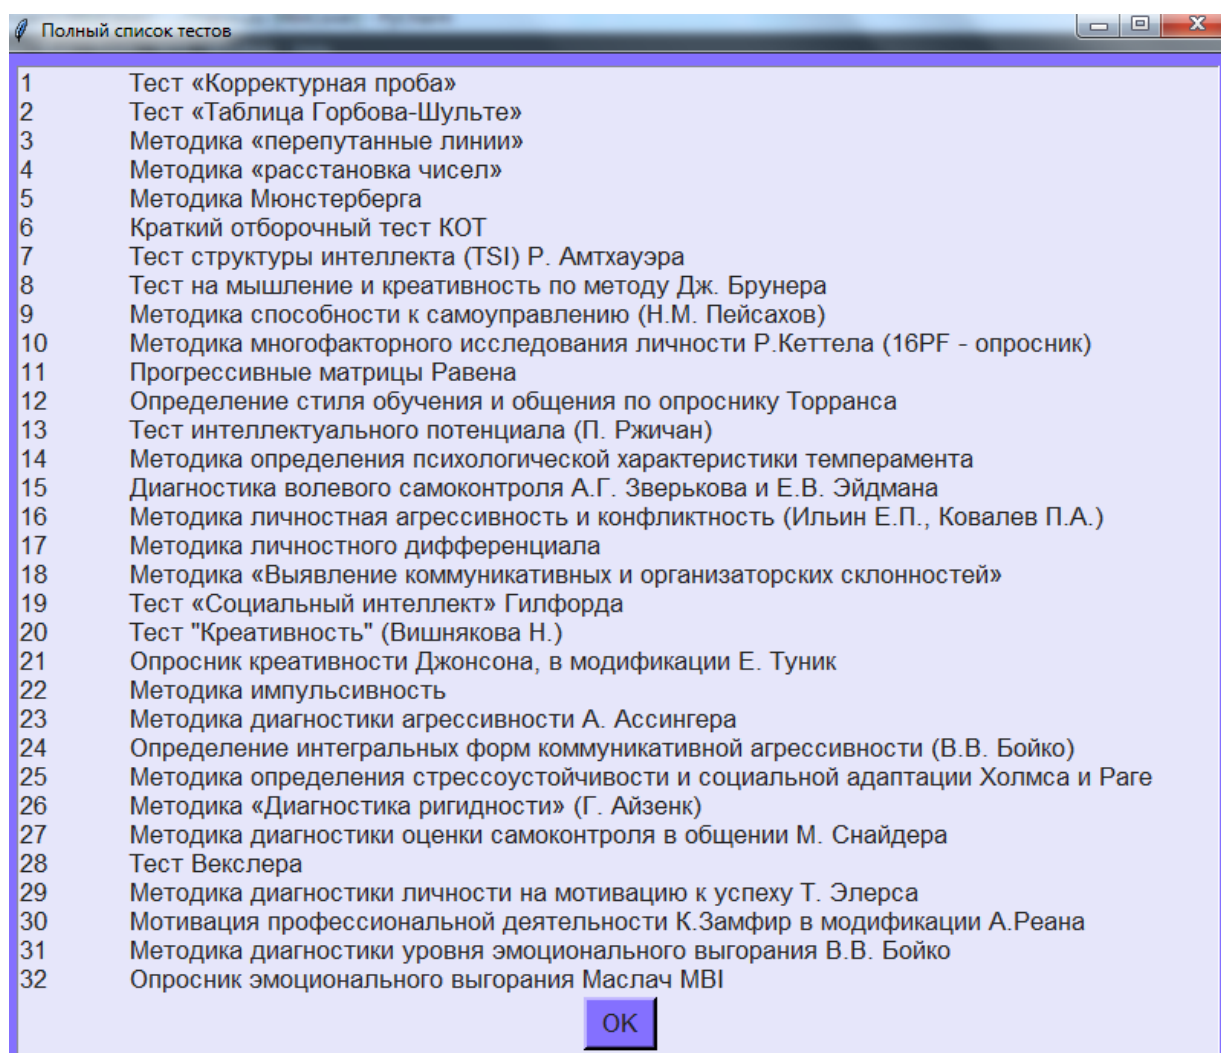 Полный список тестов
1 Тест «Корректурная проба»
2 Тест «Таблица Горбова-Шульте»
3 Методика «перепутанные линии»
4 Методика «расстановка чисел»
5 Методика Мюнстерберга
6 Краткий отборочный тест КОТ
7 Тест структуры интеллекта (TSI) Р. Амтхауэра
8 Тест на мышление и креативность по методу Дж. Брунера
9 Методика способности к самоуправлению (Н.М. Пейсахов)
10 Методика многофакторного исследования личности Р.Кеттела (16PF - опросник)
11 Прогрессивные матрицы Равена
12 Определение стиля обучения и общения по опроснику Торранса
13 Тест интеллектуального потенциала (П. Ржичан)
14 Методика определения психологической характеристики темперамента
15 Диагностика волевого самоконтроля А.Г. Зверькова и Е.В. Эйдмана
16 Методика личностная агрессивность и конфликтность (Ильин Е.П., Ковалев П.А.)
17 Методика личностного дифференциала
18 Методика «Выявление коммуникативных и организаторских склонностей»
19 Тест «Социальный интеллект» Гилфорда
20 Тест "Креативность" (Вишнякова Н.)
21 Опросник креативности Джонсона, в модификации Е. Туник
22 Методика импульсивность
23 Методика диагностики агрессивности А. Ассингера
24 Определение интегральных форм коммуникативной агрессивности (В.В. Бойко)
25 Методика определения стрессоустойчивости и социальной адаптации Холмса и Раге
26 Методика «Диагностика ригидности» (Г. Айзенк)
27 Методика диагностики оценки самоконтроля в общении М. Снайдера
28 Тест Векслера
29 Методика диагностики личности на мотивацию к успеху Т. Элерса
30 Мотивация профессиональной деятельности К.Замфир в модификации А.Реана
31 Методика диагностики уровня эмоционального выгорания В.В. Бойко
32 Опросник эмоционального выгорания Маслач MBI
OK